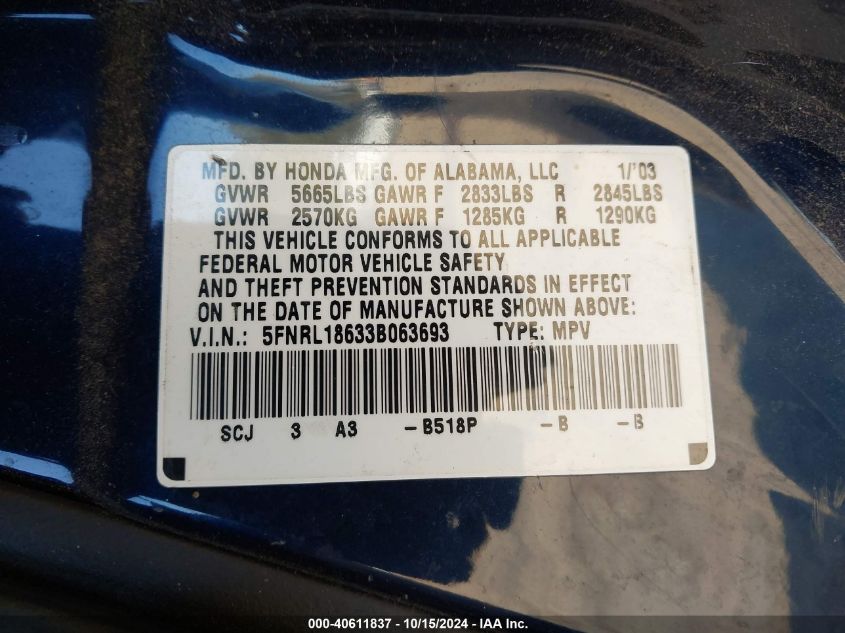 MFD. BY HONDA MFG. OF ALABAMA, LLC 1/'03
GVWR 5665LBS GAWR F 2833LBS R 2845LBS
GVWR 2570KG GAWR F 1285KG R 1290KG
THIS VEHICLE CONFORMS TO ALL APPLICABLE
FEDERAL MOTOR VEHICLE SAFETY
AND THEFT PREVENTION STANDARDS IN EFFECT
ON THE DATE OF MANUFACTURE SHOWN ABOVE:
V.I.N.: 5FNRL18633B063693 TYPE: MPV
SCJ 3 A3 -B518P -B -B
000-40611837 - 10/15/2024 - IAA Inc.